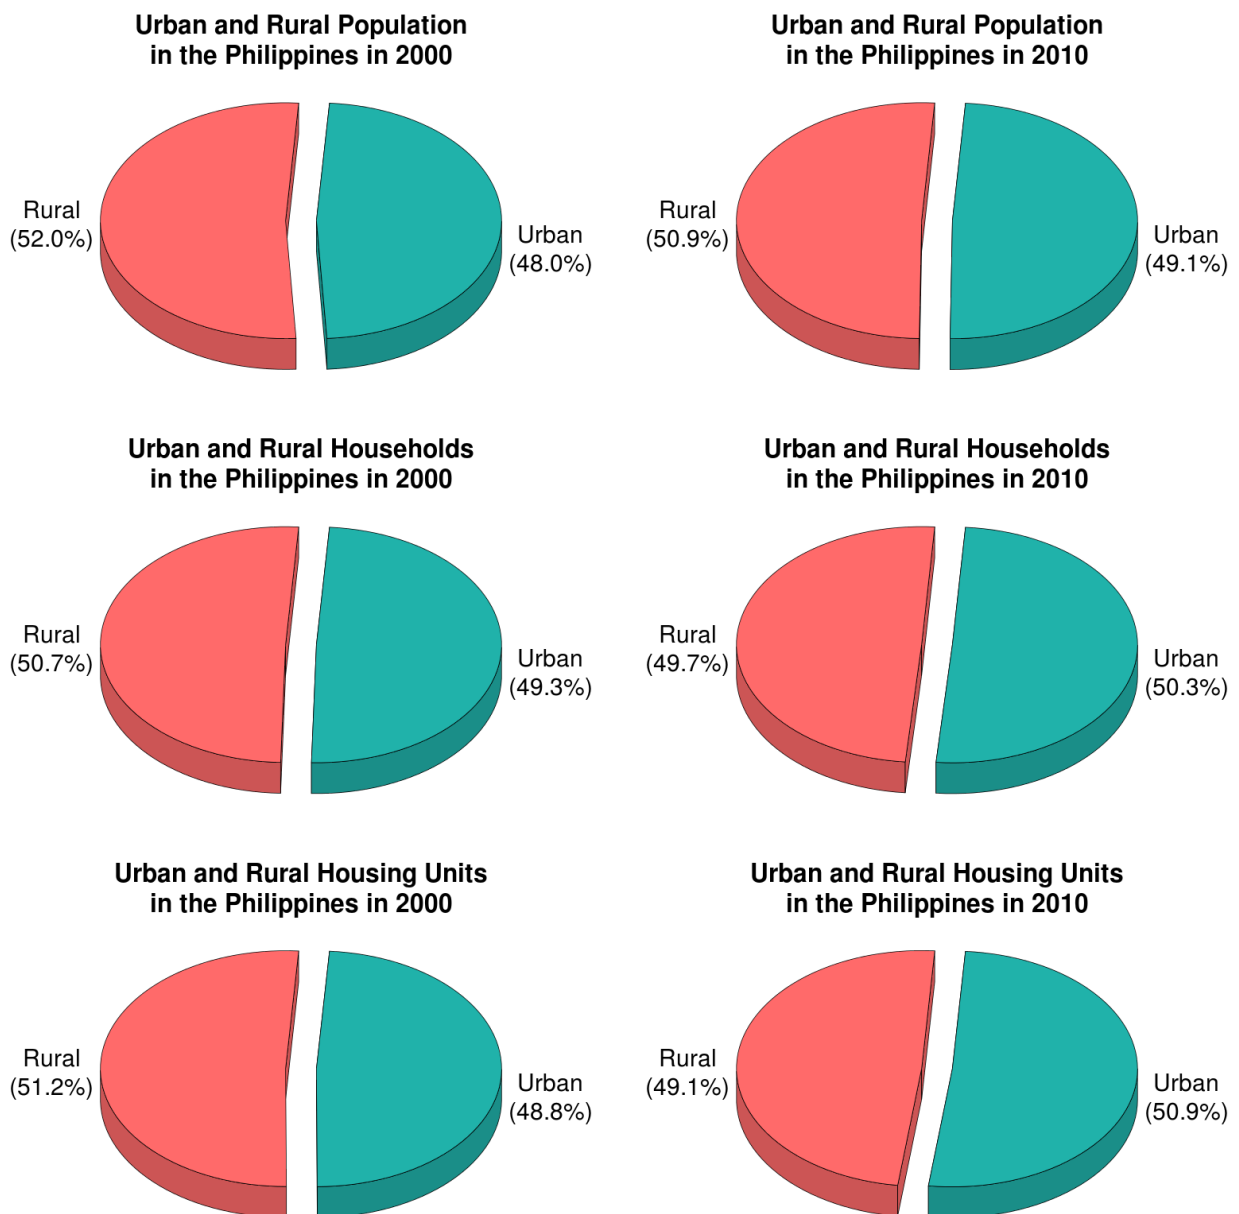 Urban and Rural Population
in the Philippines in 2000
Rural
(52.0%)
Urban
(48.0%)
Urban and Rural Population
in the Philippines in 2010
Rural
(50.9%)
Urban
(49.1%)
Urban and Rural Households
in the Philippines in 2000
Rural
(50.7%)
Urban
(49.3%)
Urban and Rural Households
in the Philippines in 2010
Rural
(49.7%)
Urban
(50.3%)
Urban and Rural Housing Units
in the Philippines in 2000
Rural
(51.2%)
Urban
(48.8%)
Urban and Rural Housing Units
in the Philippines in 2010
Rural
(49.1%)
Urban
(50.9%)